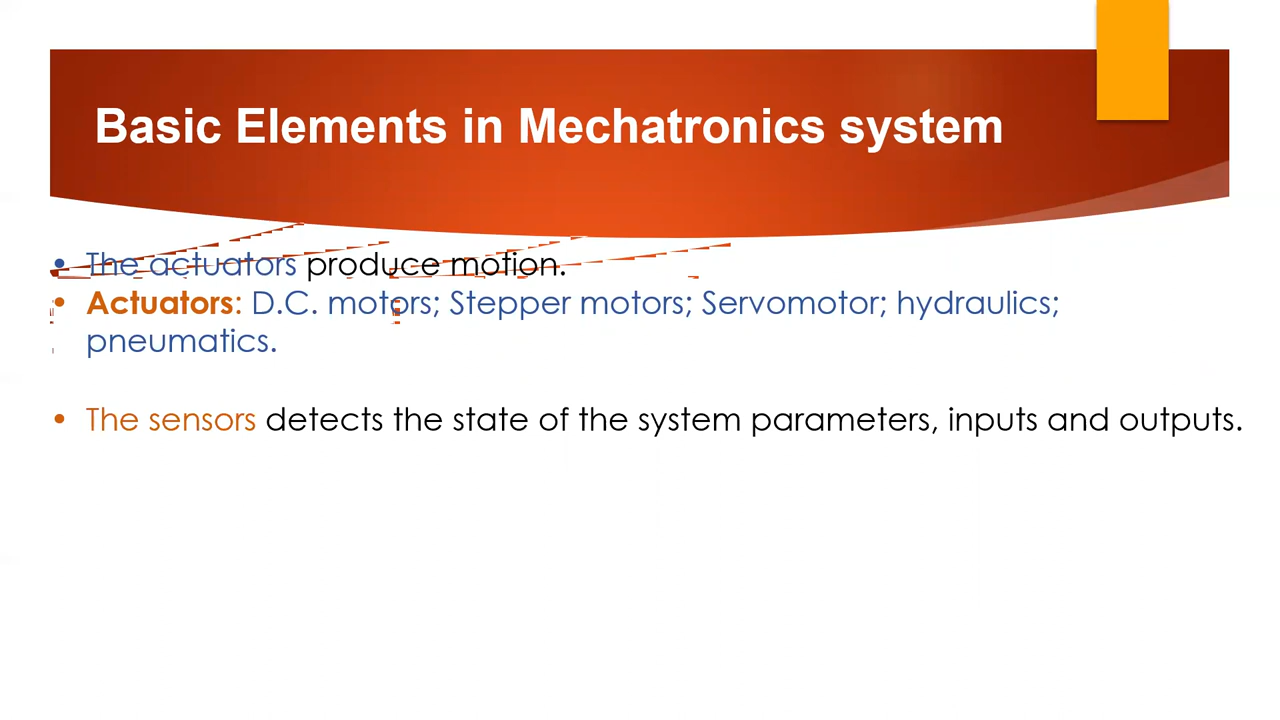 Basic Elements in Mechatronics system
• The actuators produce motion.
• Actuators: D.C. motors; Stepper motors; Servomotor; hydraulics;
pneumatics.
• The sensors detects the state of the system parameters, inputs and outputs.